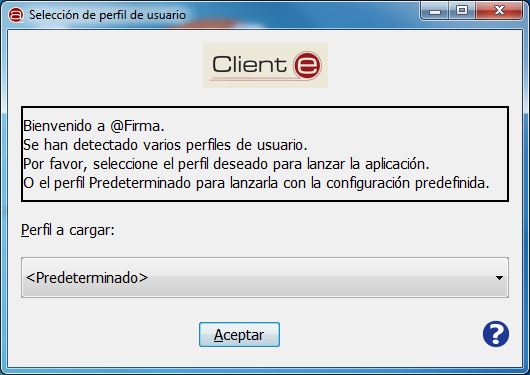 Selección de perfil de usuario
Client e
Bienvenido a @Firma.
Se han detectado varios perfiles de usuario.
Por favor, seleccione el perfil deseado para lanzar la aplicación.
O el perfil Predeterminado para lanzarla con la configuración predefinida.
Perfil a cargar:
<Predeterminado>
Aceptar
?